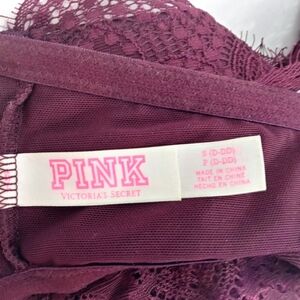 PINK
VICTORIA'S SECRET
S (D-DD)
P (D-DD)
MADE IN CHINA
FAIT EN CHINE
HECHO EN CHINA